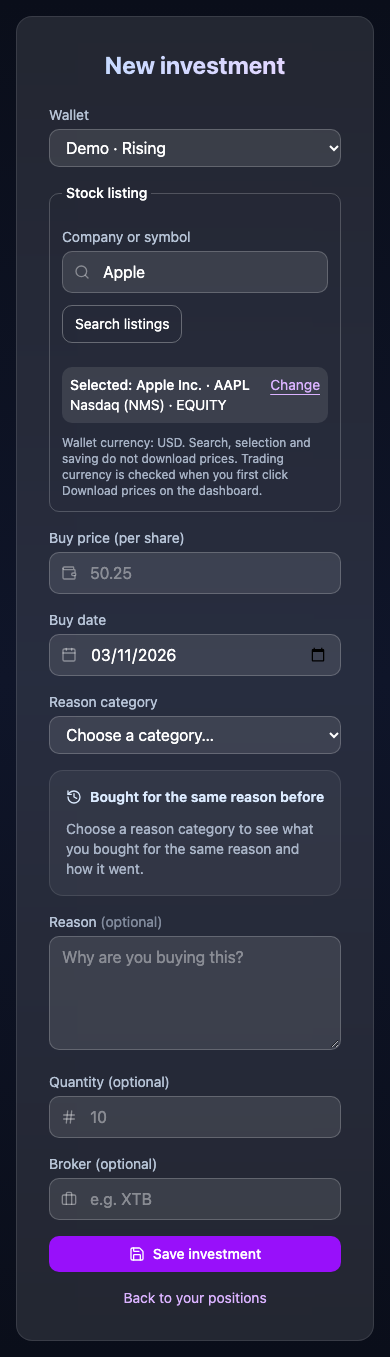 New investment
Wallet
Demo · Rising
Stock listing
Company or symbol
Apple
Search listings
Selected: Apple Inc. · AAPL Change
Nasdaq (NMS) · EQUITY
Wallet currency: USD. Search, selection and
saving do not download prices. Trading
currency is checked when you first click
Download prices on the dashboard.
Buy price (per share)
50.25
Buy date
03/11/2026
Reason category
Choose a category...
Bought for the same reason before
Choose a reason category to see what
you bought for the same reason and
how it went.
Reason (optional)
Why are you buying this?
Quantity (optional)
10
Broker (optional)
e.g. XTB
Save investment
Back to your positions